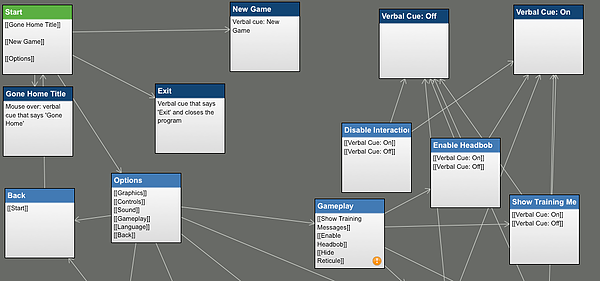 Start
[[Gone Home Title]]
[[New Game]]
[[Options]]
New Game
Verbal cue: New
Game
Verbal Cue: Off
Verbal Cue: On
Gone Home Title
Mouse over: verbal
cue that says 'Gone
Home'
Exit
Verbal cue that says
'Exit' and closes the
program
Disable Interaction
[[Verbal Cue: On]]
[[Verbal Cue: Off]]
Enable Headbob
[[Verbal Cue: On]]
[[Verbal Cue: Off]]
Back
[[Start]]
Options
[[Graphics]]
[[Controls]]
[[Sound]]
[[Gameplay]]
[[Language]]
[[Back]]
Gameplay
[[Show Training
Messages]]
[[Enable
Headbob]]
[[Hide
Reticule]]
Show Training Me
[[Verbal Cue: On]]
[[Verbal Cue: Off]]